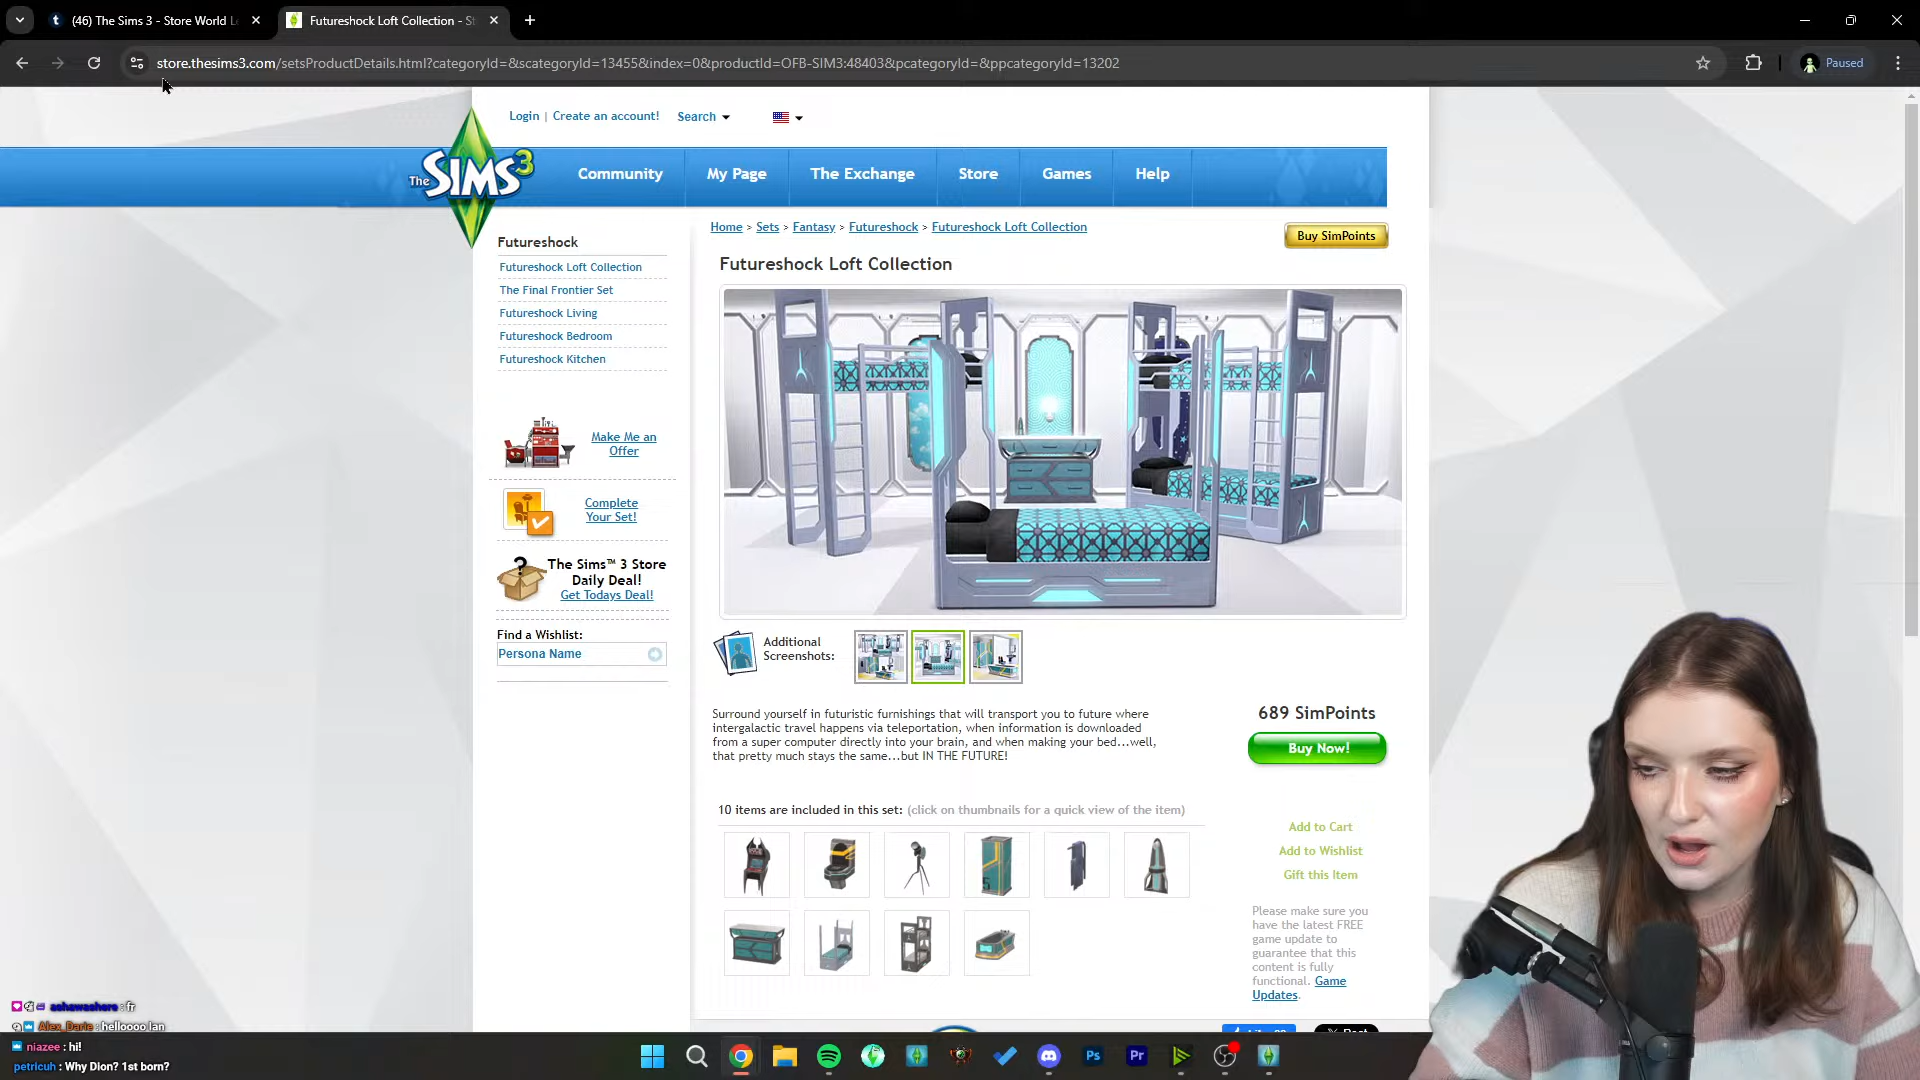 (46) The Sims 3 - Store World L
Futureshock Loft Collection - St
store.thesims3.com/setsProductDetails.html?categoryId=&scategoryId=13455&index=0&productId=OFB-SIM3:48403&pcategoryId=&ppcategoryId=13202
Paused
Login | Create an account! Search
The SIMS 3
Community My Page The Exchange Store Games Help
Home > Sets > Fantasy > Futureshock > Futureshock Loft Collection
Buy SimPoints
Futureshock
Futureshock Loft Collection
The Final Frontier Set
Futureshock Living
Futureshock Bedroom
Futureshock Kitchen
Make Me an
Offer
Complete
Your Set!
The Sims™ 3 Store
Daily Deal!
Get Todays Deal!
Find a Wishlist:
Persona Name
Futureshock Loft Collection
Additional
Screenshots:
Surround yourself in futuristic furnishings that will transport you to future where
intergalactic travel happens via teleportation, when information is downloaded
from a super computer directly into your brain, and when making your bed...well,
that pretty much stays the same...but IN THE FUTURE!
689 SimPoints
Buy Now!
10 items are included in this set: (click on thumbnails for a quick view of the item)
Add to Cart
Add to Wishlist
Gift this Item
Please make sure you
have the latest FREE
game update to
guarantee that this
content is fully
functional. Game
Updates.
Post
ashawashere : fr
Alex_Darie : helloooo Ian
niazee : hi!
petricuh : Why Dion? 1st born?
Ps
Pr